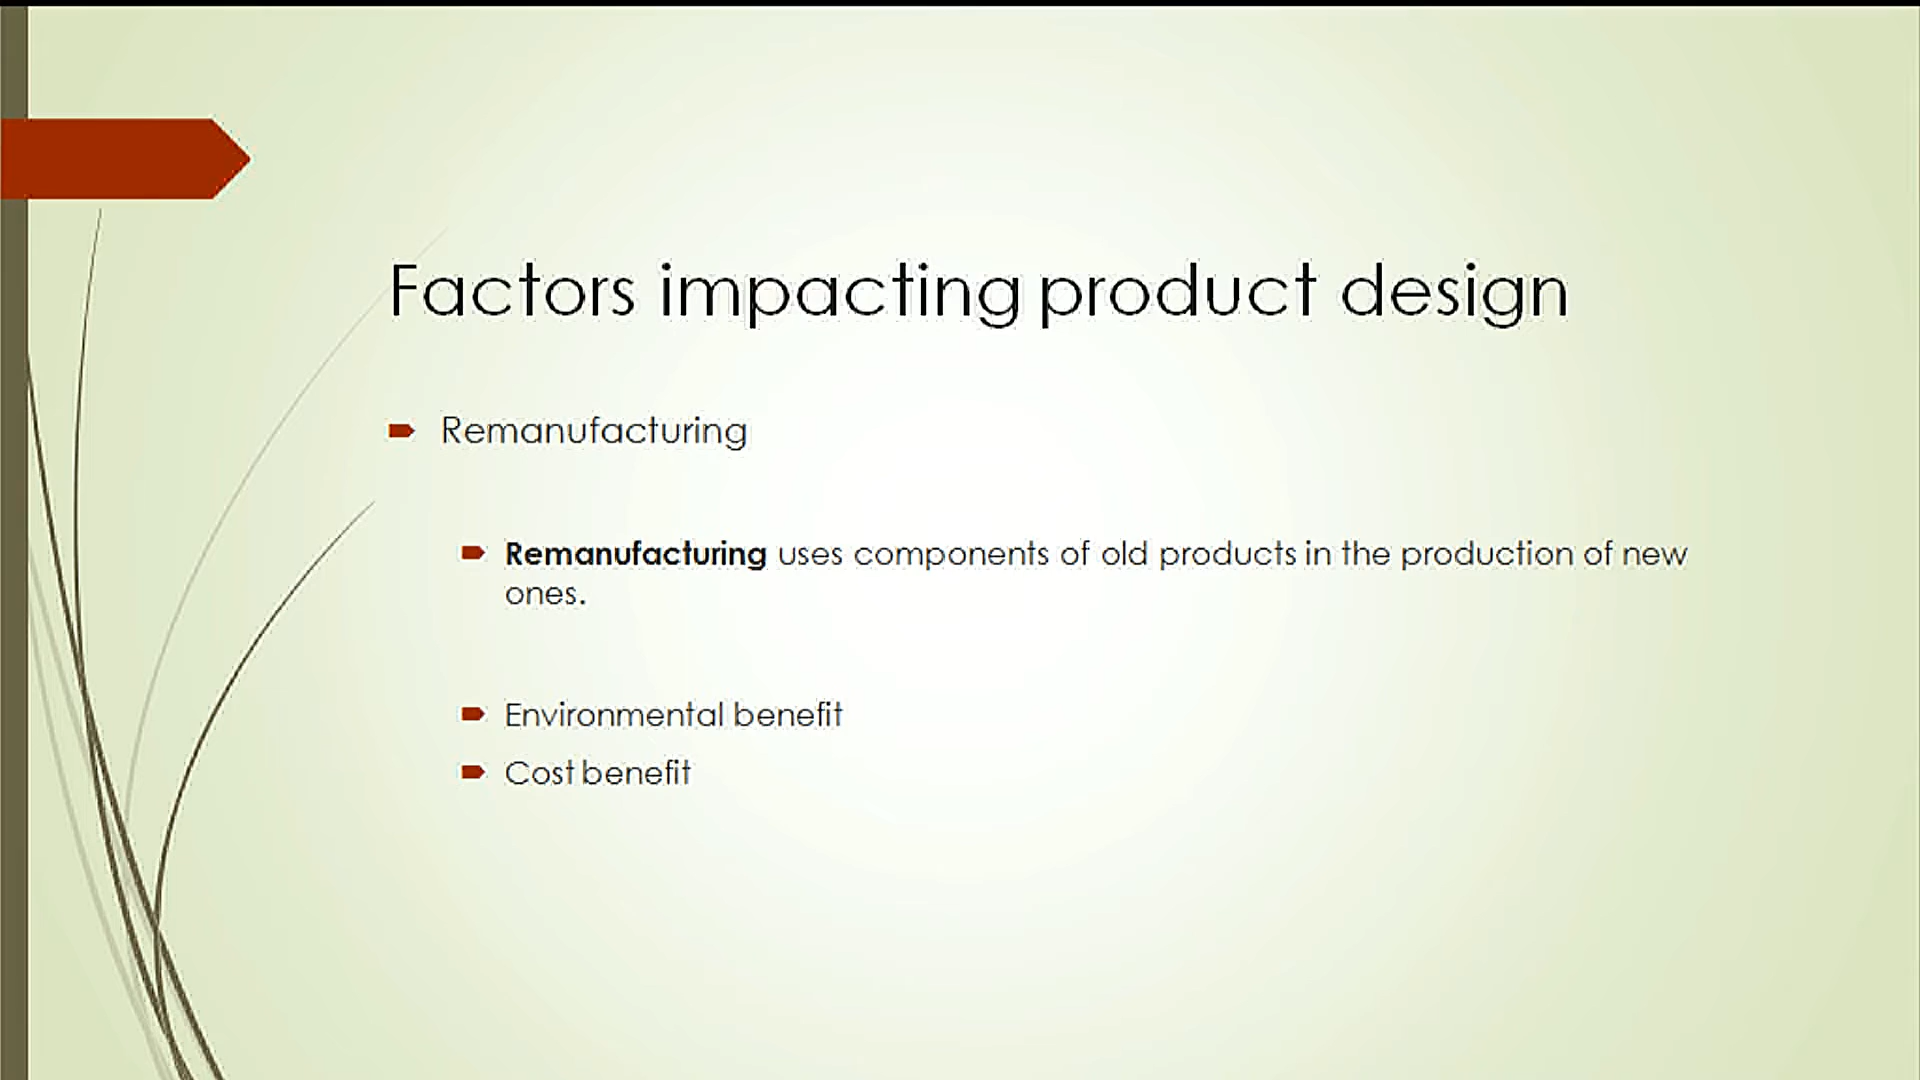 Factors impacting product design
Remanufacturing
Remanufacturing uses components of old products in the production of new
ones.
Environmental benefit
Cost benefit